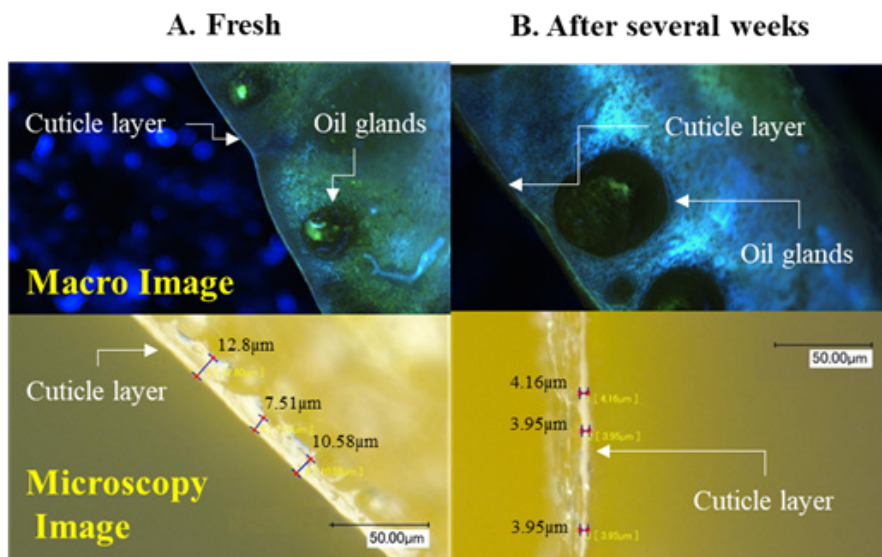 A. Fresh
B. After several weeks
Cuticle layer
Oil glands
Macro Image
Cuticle layer
Oil glands
Cuticle layer
12.8μm
7.51μm
10.58μm
Microscopy
Image
50.00μm
50.00μm
4.16μm
[ 4.16μm ]
3.95μm
[ 3.95μm ]
Cuticle layer
3.95μm
[ 3.95μm ]